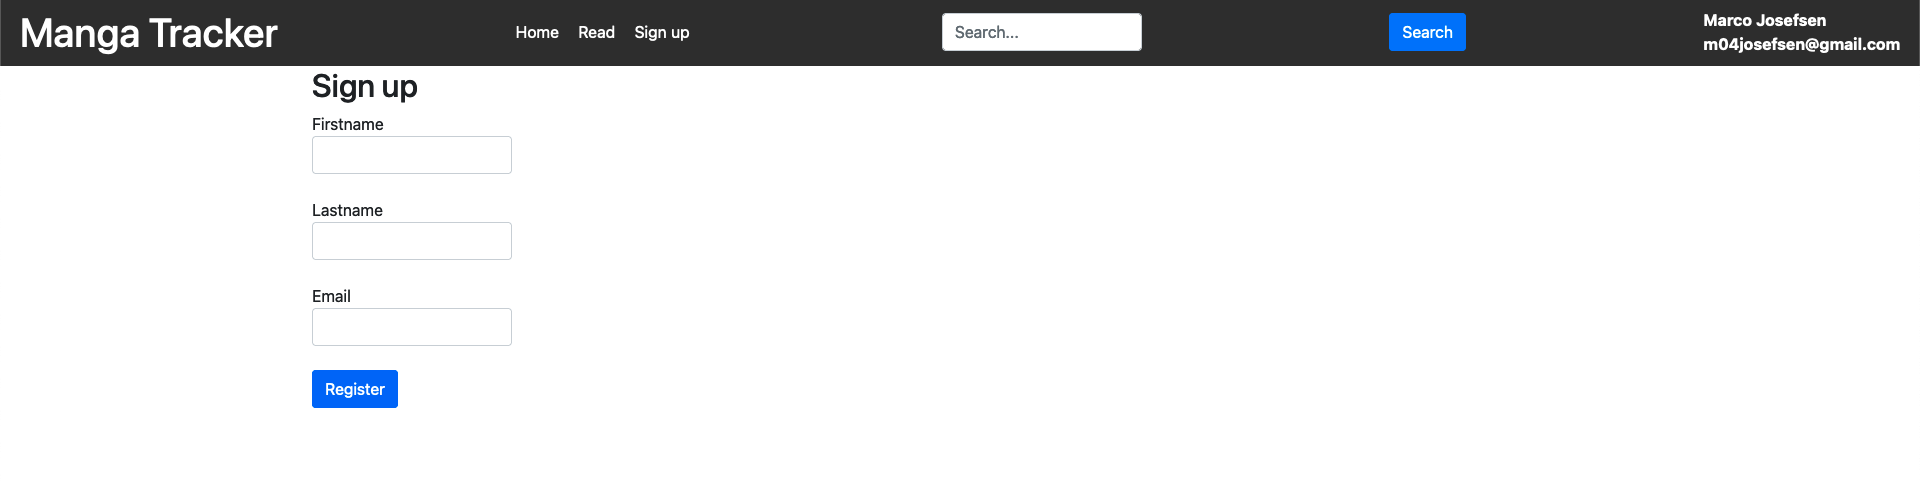 Manga Tracker
Home Read Sign up
Search...
Search
Marco Josefsen
m04josefsen@gmail.com
Sign up
Firstname
Lastname
Email
Register